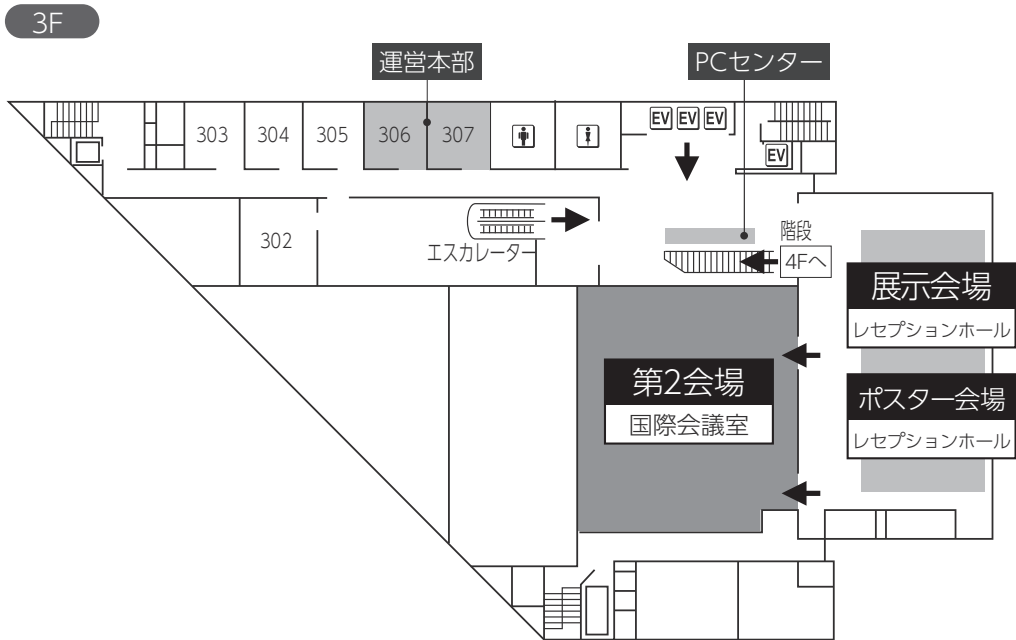 3F
運営本部
PCセンター
EV EV EV
303
304
305
306
307
EV
302
エスカレーター
階段
4Fへ
展示会場
レセプションホール
第2会場
国際会議室
ポスター会場
レセプションホール